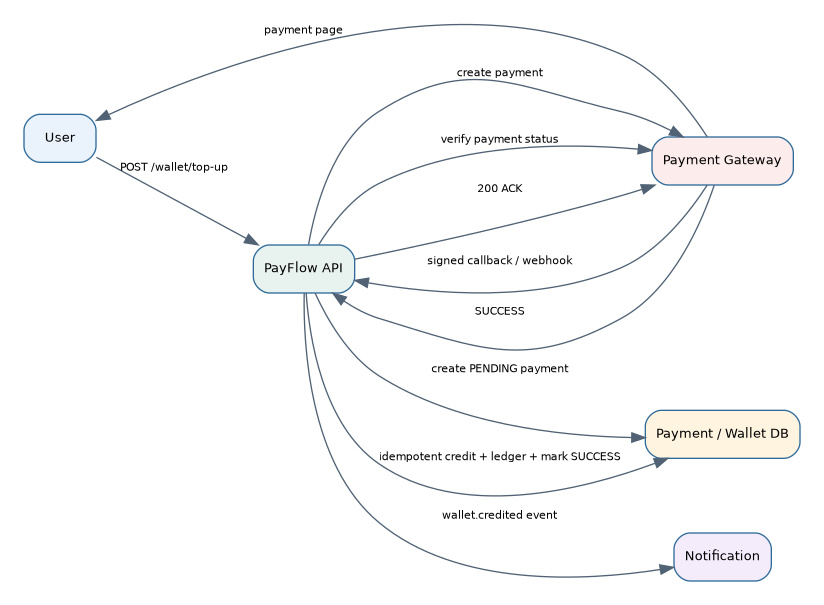 payment page
create payment
User
verify payment status
Payment Gateway
POST /wallet/top-up
200 ACK
signed callback / webhook
PayFlow API
SUCCESS
create PENDING payment
Payment / Wallet DB
idempotent credit + ledger + mark SUCCESS
wallet.credited event
Notification